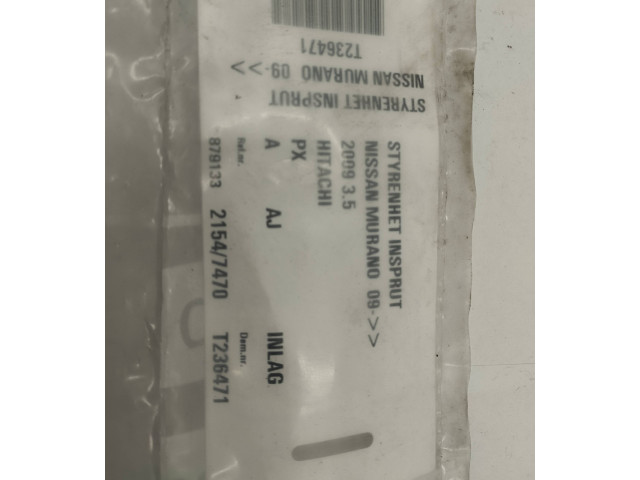 T236471
NISSAN MURANO 09->>
STYRENHET INSPRUT
STYRENHET INSPRUT
NISSAN MURANO 09->>
2009 3.5
HITACHI
PX
A AJ INLAG
Ref.nr. Dem.nr.
879133 2154/7470 T236471